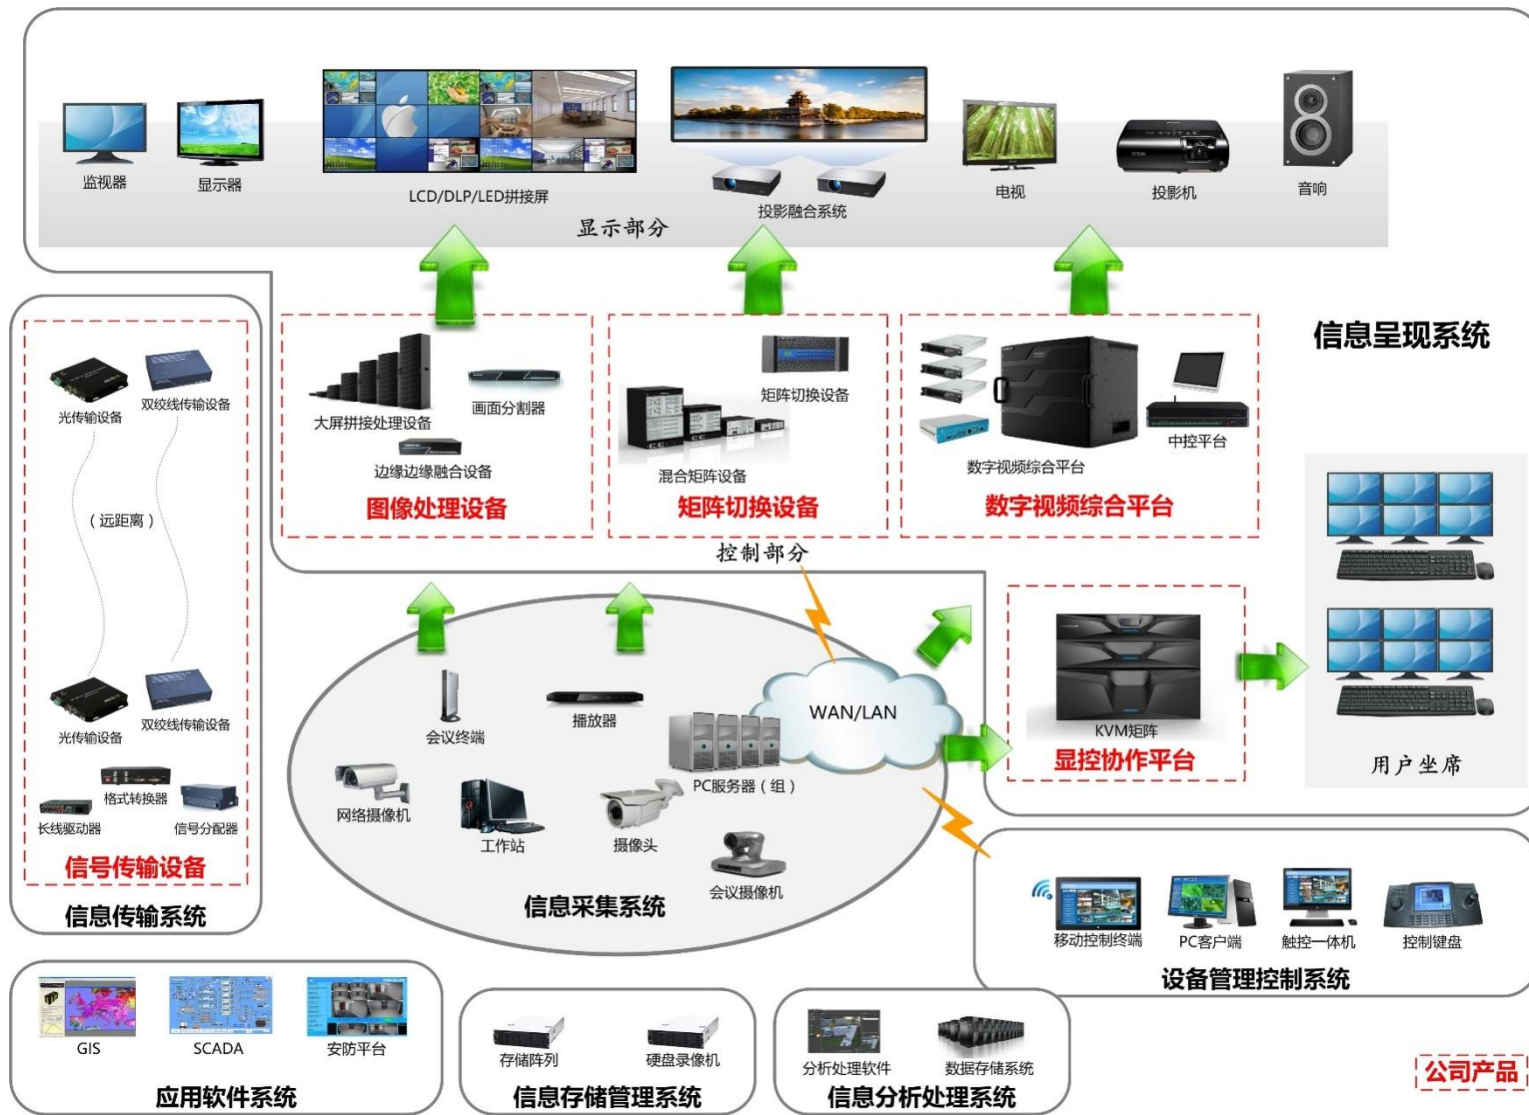 监视器
显示器
LCD/DLP/LED拼接屏
投影融合系统
电视
投影机
音响
显示部分
信息呈现系统
光传输设备
双绞线传输设备
（远距离）
光传输设备
双绞线传输设备
格式转换器
长线驱动器
信号分配器
信号传输设备
信息传输系统
大屏拼接处理设备
画面分割器
边缘边缘融合设备
图像处理设备
矩阵切换设备
混合矩阵设备
矩阵切换设备
数字视频综合平台
中控平台
数字视频综合平台
控制部分
会议终端
播放器
WAN/LAN
PC服务器（组）
网络摄像机
工作站
摄像头
会议摄像机
信息采集系统
KVM矩阵
显控协作平台
用户坐席
移动控制终端
PC客户端
触控一体机
控制键盘
设备管理控制系统
GIS
SCADA
安防平台
应用软件系统
存储阵列
硬盘录像机
信息存储管理系统
分析处理软件
数据存储系统
信息分析处理系统
公司产品